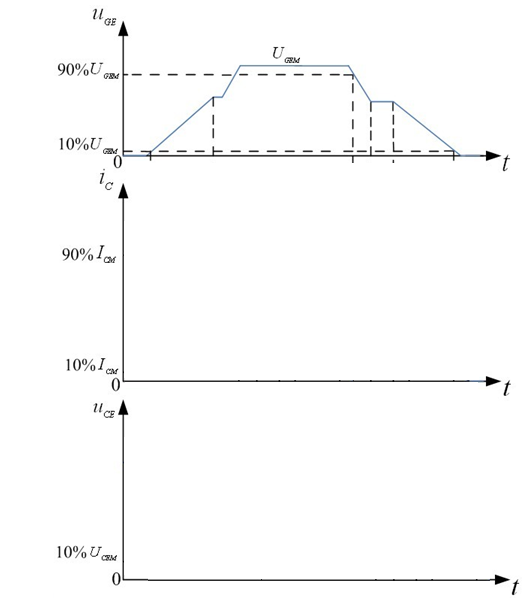 u_GE
U_GEM
90%U_GEM
10%U_GEM
0
t
i_C
90%I_CM
10%I_CM
0
t
u_CE
10%U_CEM
0
t